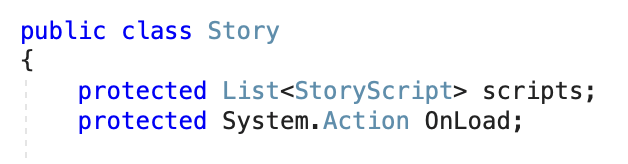 public class Story
{
protected List<StoryScript> scripts;
protected System.Action OnLoad;